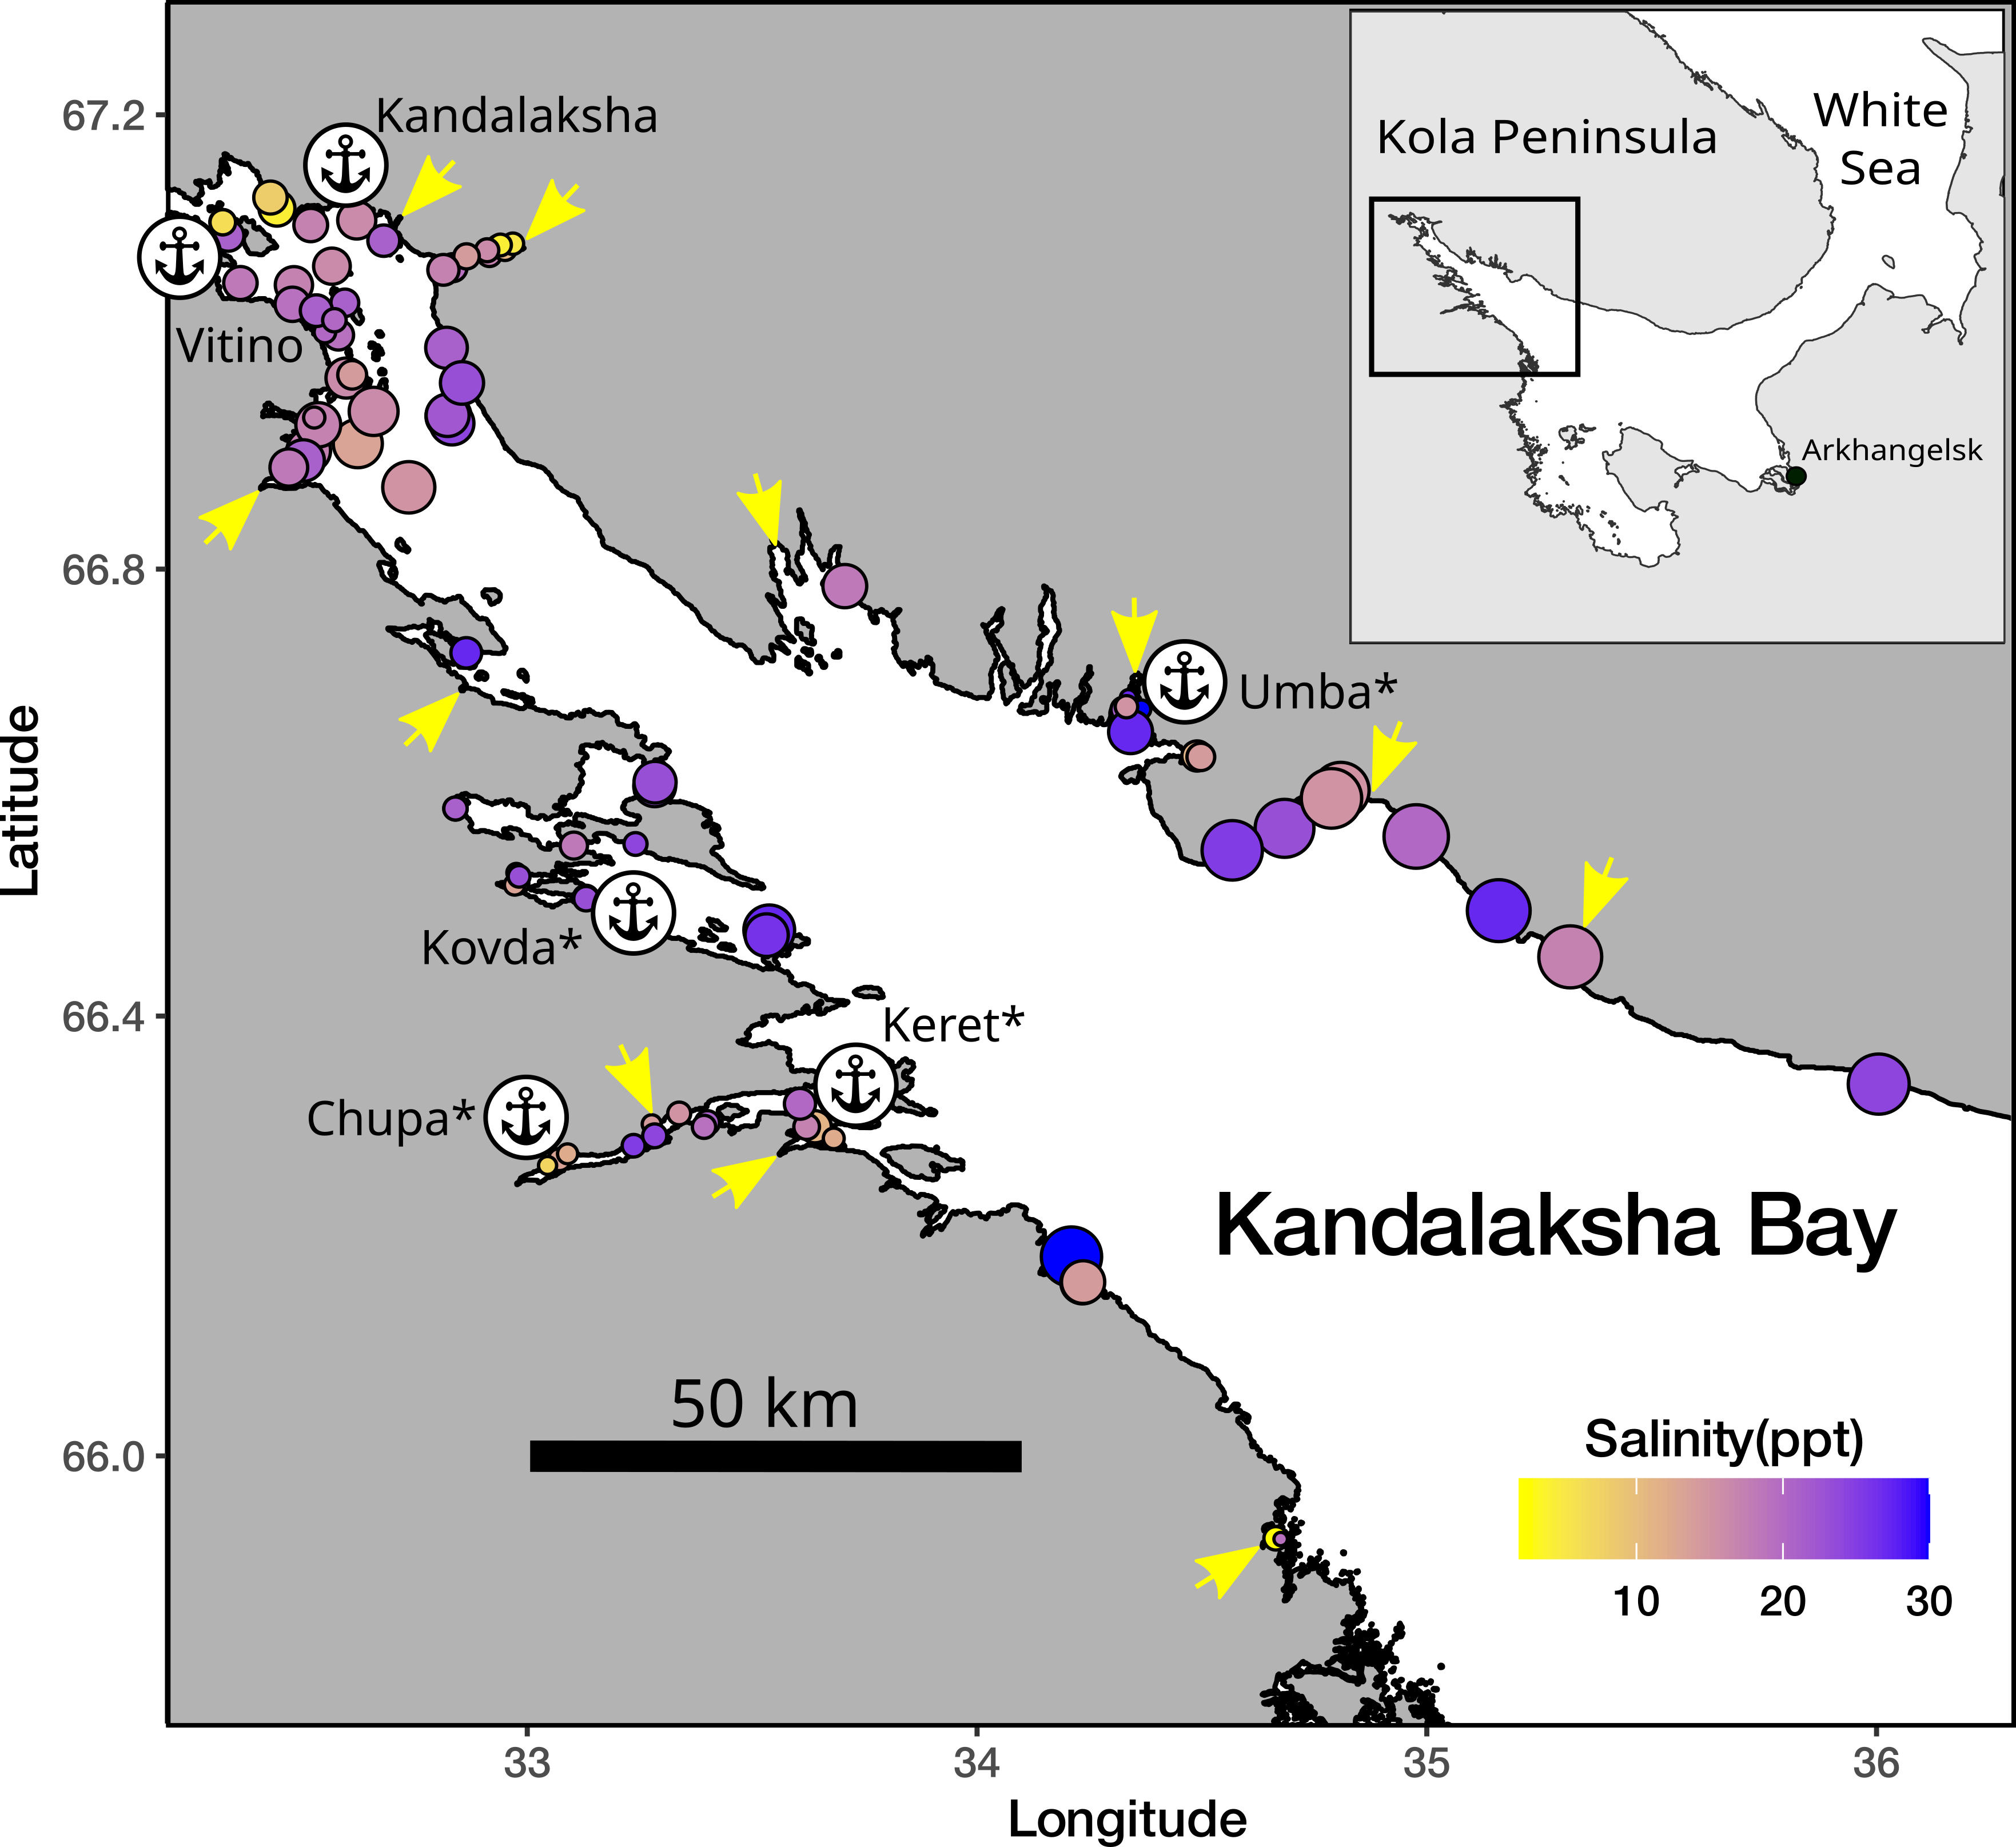 67.2
66.8
66.4
66.0
Latitude
Kandalaksha
Vitino
Kola Peninsula
White
Sea
Arkhangelsk
Umba*
Kovda*
Keret*
Chupa*
Kandalaksha Bay
50 km
Salinity(ppt)
10 20 30
33 34 35 36
Longitude